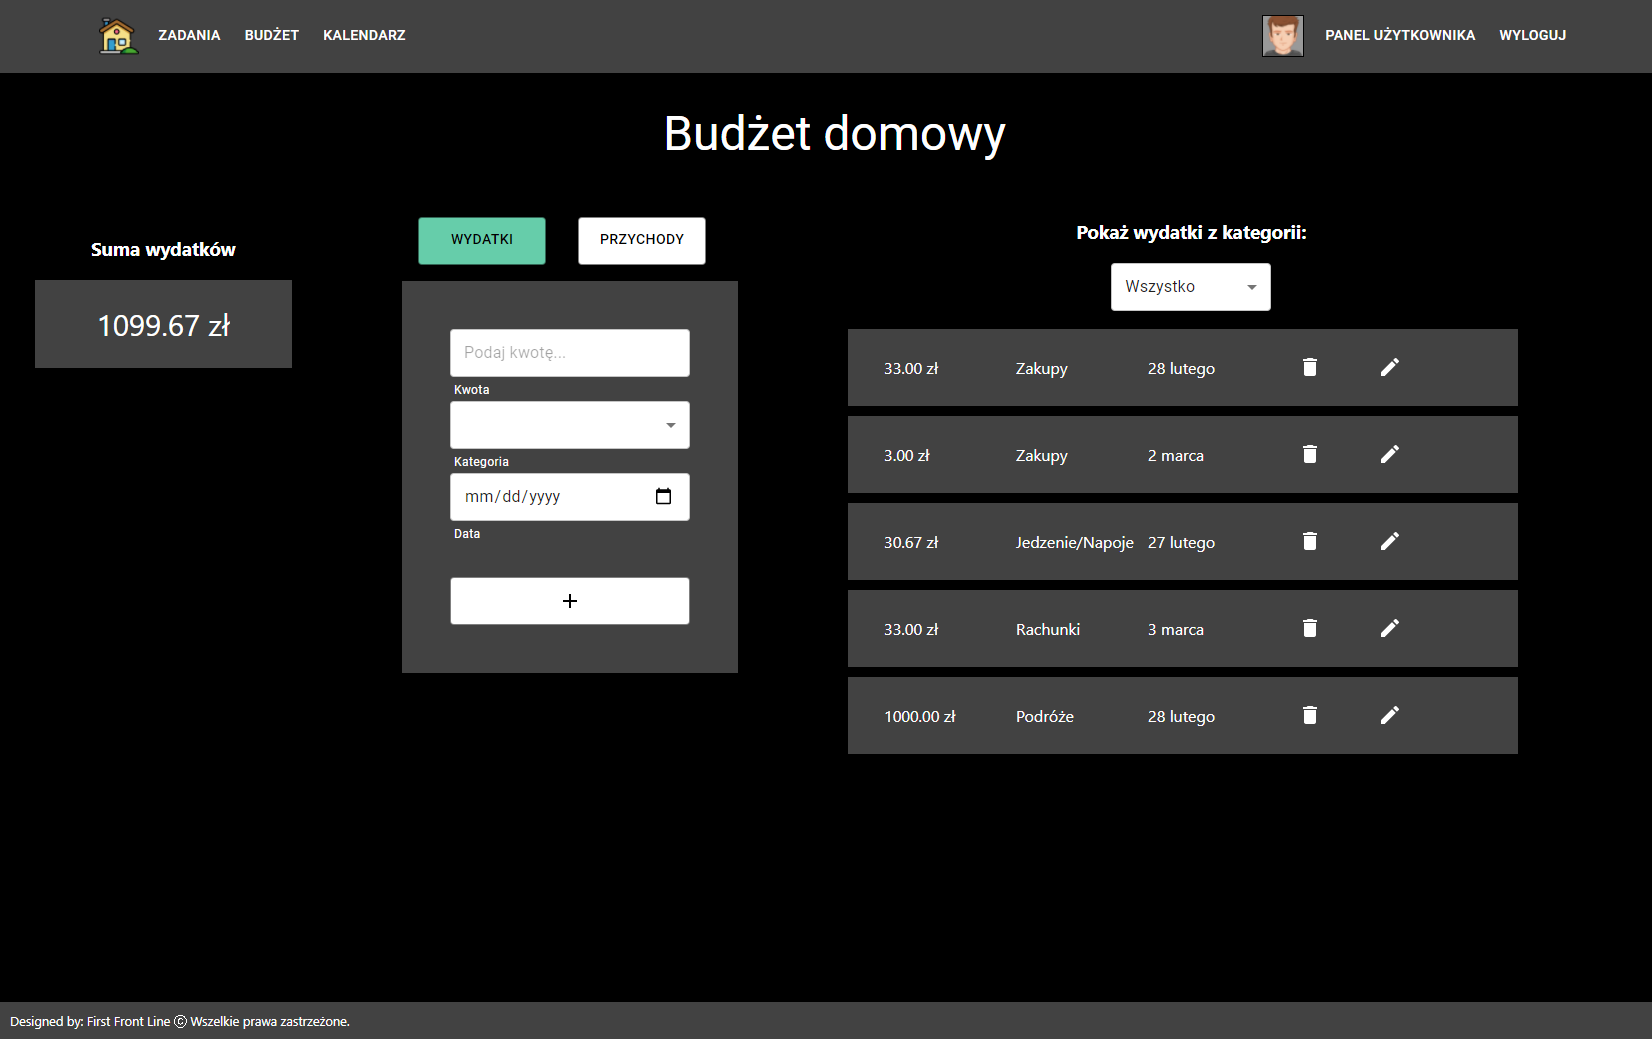 ZADANIA BUDŻET KALENDARZ PANEL UŻYTKOWNIKA WYLOGUJ
Budżet domowy
Suma wydatków
1099.67 zł
WYDATKI PRZYCHODY
Podaj kwotę...
Kwota
Kategoria
mm/dd/yyyy
Data
+
Pokaż wydatki z kategorii:
Wszystko
33.00 zł Zakupy 28 lutego
3.00 zł Zakupy 2 marca
30.67 zł Jedzenie/Napoje 27 lutego
33.00 zł Rachunki 3 marca
1000.00 zł Podróże 28 lutego
Designed by: First Front Line ⓒ Wszelkie prawa zastrzeżone.